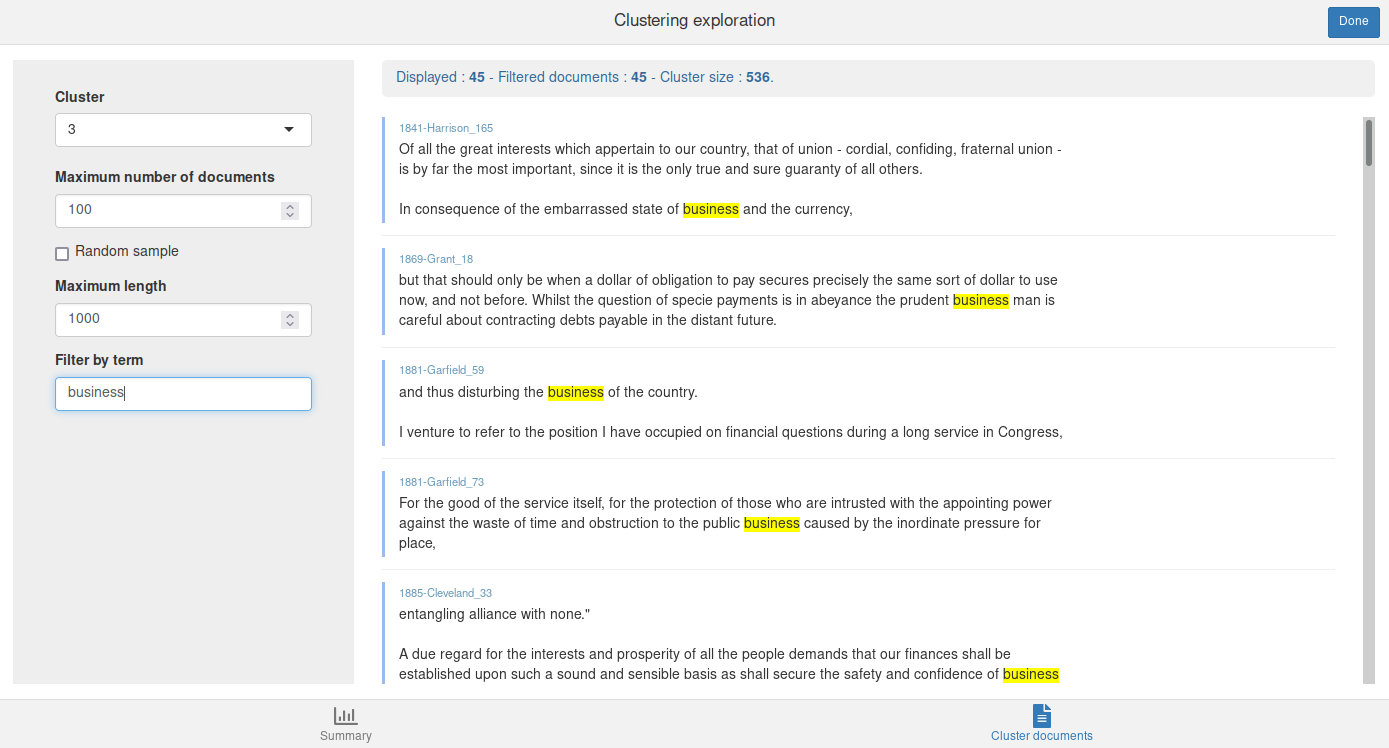 Clustering exploration
Done
Cluster
3
Maximum number of documents
100
Random sample
Maximum length
1000
Filter by term
business
Displayed : 45 - Filtered documents : 45 - Cluster size : 536.
1841-Harrison_165
Of all the great interests which appertain to our country, that of union - cordial, confiding, fraternal union -
is by far the most important, since it is the only true and sure guaranty of all others.
In consequence of the embarrassed state of business and the currency,
1869-Grant_18
but that should only be when a dollar of obligation to pay secures precisely the same sort of dollar to use
now, and not before. Whilst the question of specie payments is in abeyance the prudent business man is
careful about contracting debts payable in the distant future.
1881-Garfield_59
and thus disturbing the business of the country.
I venture to refer to the position I have occupied on financial questions during a long service in Congress,
1881-Garfield_73
For the good of the service itself, for the protection of those who are intrusted with the appointing power
against the waste of time and obstruction to the public business caused by the inordinate pressure for
place,
1885-Cleveland_33
entangling alliance with none."
A due regard for the interests and prosperity of all the people demands that our finances shall be
established upon such a sound and sensible basis as shall secure the safety and confidence of business
Summary
Cluster documents